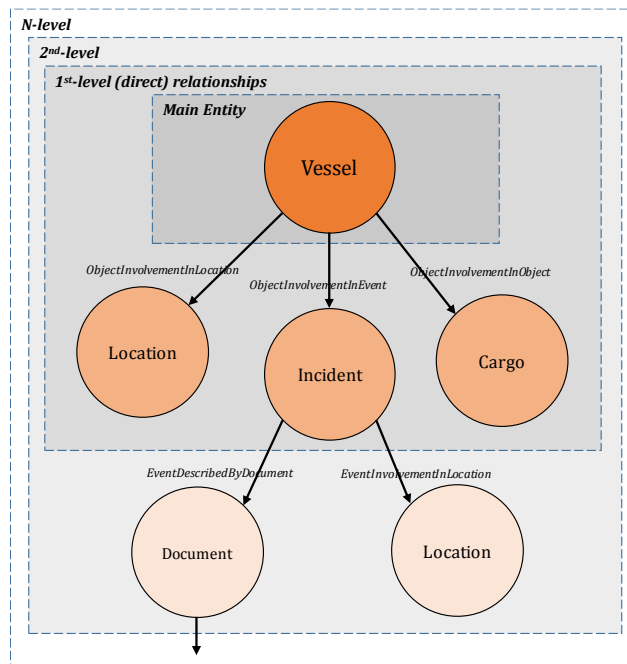 N-level
2nd-level
1st-level (direct) relationships
Main Entity
Vessel
ObjectInvolvementInLocation
ObjectInvolvementInEvent
ObjectInvolvementInObject
Location
Incident
Cargo
EventDescribedByDocument
EventInvolvementInLocation
Document
Location